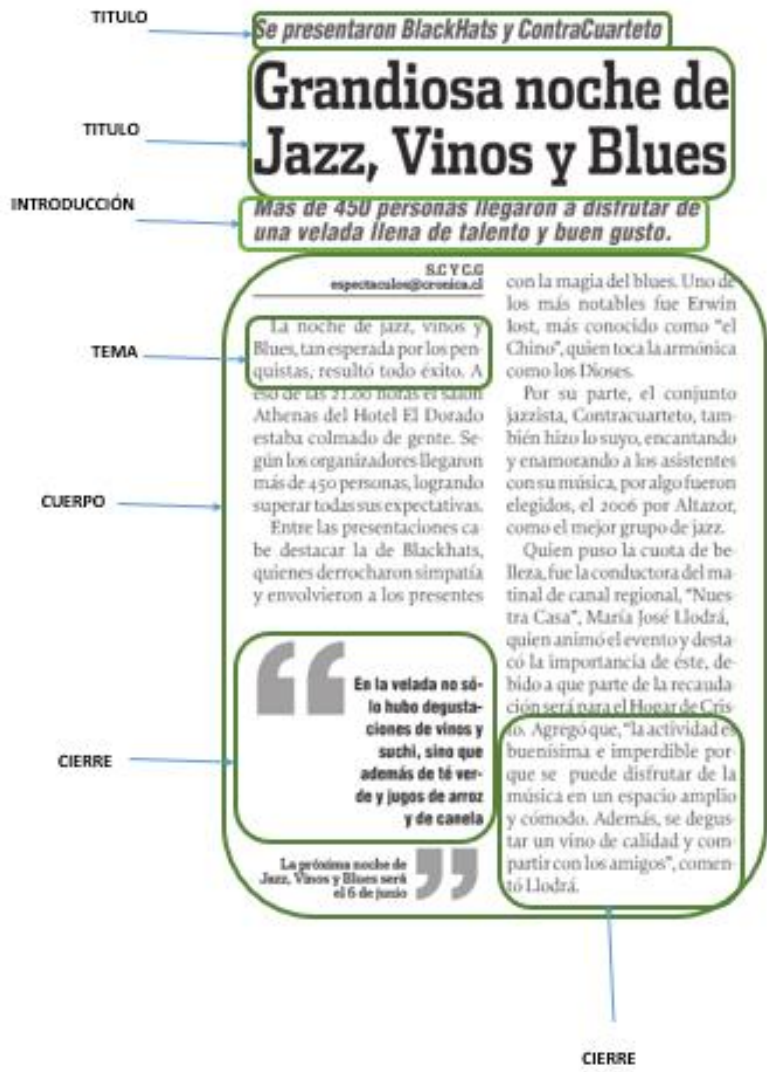 TITULO
Se presentaron BlackHats y ContraCuarteto
TITULO
Grandiosa noche de
Jazz, Vinos y Blues
INTRODUCCIÓN
Más de 450 personas llegaron a disfrutar de
una velada llena de talento y buen gusto.
S.C Y C.G
espectaculos@cronica.cl
TEMA
La noche de jazz, vinos y
Blues, tan esperada por los pen-
quistas, resultó todo éxito. A
eso de las 21.00 horas el salón
Athenas del Hotel El Dorado
estaba colmado de gente. Se-
gún los organizadores llegaron
más de 450 personas, logrando
superar todas sus expectativas.
CUERPO
Entre las presentaciones ca-
be destacar la de Blackhats,
quienes derrocharon simpatía
y envolvieron a los presentes
CIERRE
“
En la velada no só-
lo hubo degusta-
ciones de vinos y
suchi, sino que
además de té ver-
de y jugos de arroz
y de canela
La próxima noche de
Jazz, Vinos y Blues será
el 6 de junio
”
con la magia del blues. Uno de
los más notables fue Erwin
Iost, más conocido como "el
Chino", quien toca la armónica
como los Dioses.
Por su parte, el conjunto
jazzista, Contracuarteto, tam-
bién hizo lo suyo, encantando
y enamorando a los asistentes
con su música, por algo fueron
elegidos, el 2006 por Altazor,
como el mejor grupo de jazz.
Quien puso la cuota de be-
lleza, fue la conductora del ma-
tinal de canal regional, "Nues
tra Casa", María José Llodrá,
quien animó el evento y desta
có la importancia de éste, de-
bido a que parte de la recauda-
ción será para el Hogar de Cris-
to. Agregó que, "la actividad es
buenísima e imperdible por-
que se puede disfrutar de la
música en un espacio amplio
y cómodo. Además, se degus-
tar un vino de calidad y com-
partir con los amigos", comen-
tó Llodrá.
CIERRE